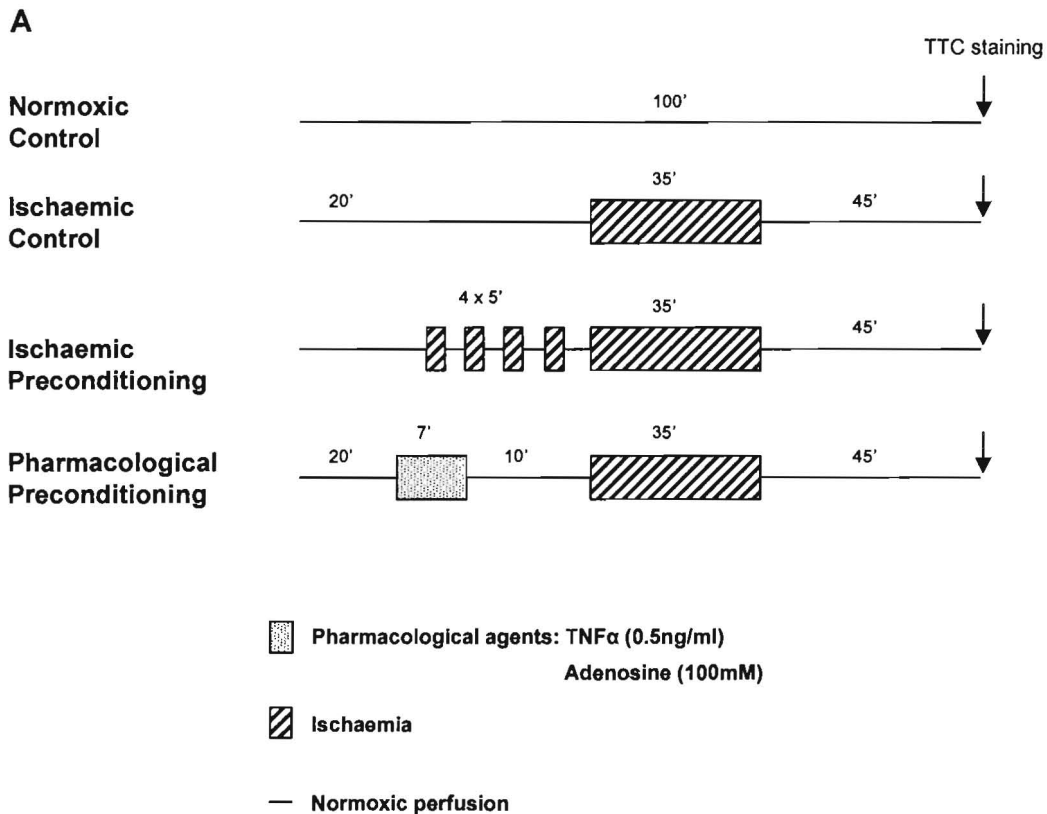 A
TTC staining
Normoxic
Control
100'
Ischaemic
Control
20'
35'
45'
Ischaemic
Preconditioning
4 x 5'
35'
45'
Pharmacological
Preconditioning
20'
7'
10'
35'
45'
Pharmacological agents: TNFα (0.5ng/ml)
Adenosine (100mM)
Ischaemia
Normoxic perfusion